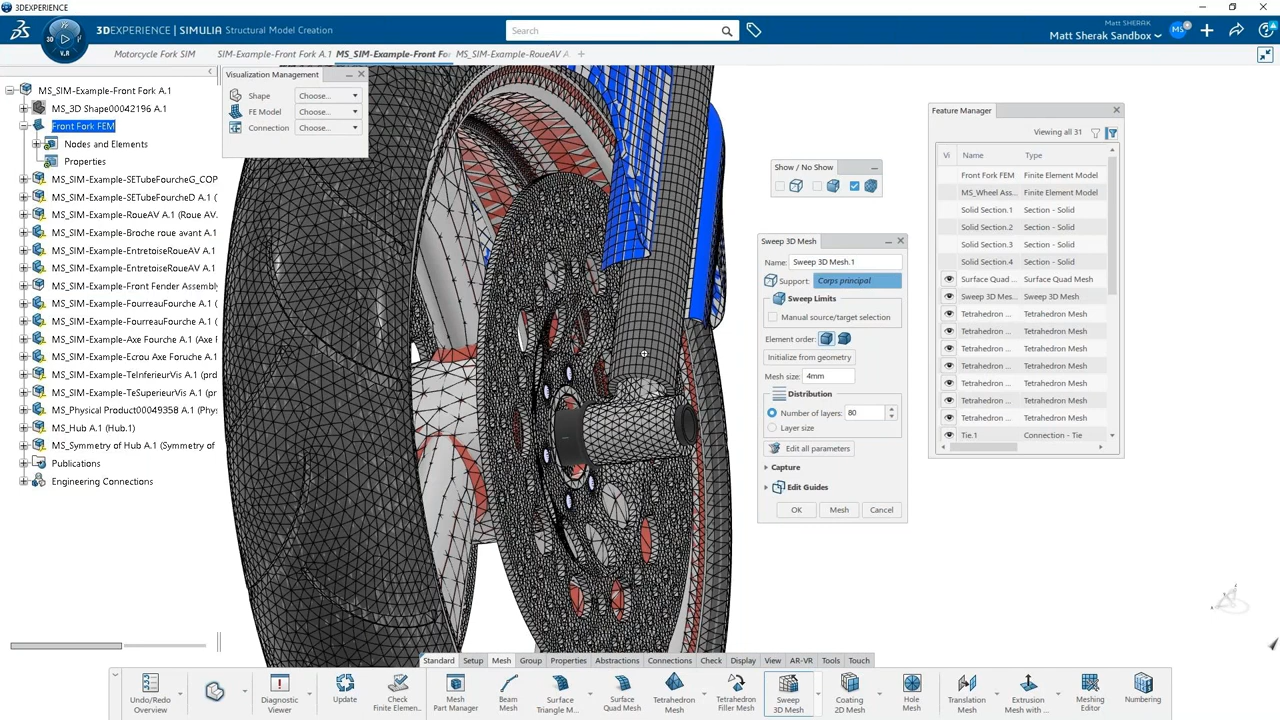 3DEXPERIENCE
3DEXPERIENCE | SIMULIA Structural Model Creation
3D
V.R
Search
Matt SHERAK
Matt Sherak Sandbox
MS
Motorcycle Fork SIM
SIM-Example-Front Fork A.1
MS_SIM-Example-Front Fo
MS_SIM-Example-RoueAV A
MS_SIM-Example-Front Fork A.1
MS_3D Shape00042196 A.1
Front Fork FEM
Nodes and Elements
Properties
MS_SIM-Example-SETubeFourcheG_COP
MS_SIM-Example-SETubeFourcheD A.1
MS_SIM-Example-RoueAV A.1 (Roue AV.
MS_SIM-Example-Broche roue avant A.1
MS_SIM-Example-EntretoiseRoueAV A.1
MS_SIM-Example-EntretoiseRoueAV A.1
MS_SIM-Example-Front Fender Assembly
MS_SIM-Example-FourreauFourche A.1 (
MS_SIM-Example-FourreauFourche A.1 (
MS_SIM-Example-Axe Fourche A.1
MS_SIM-Example-Ecrou Axe Foruche A.1
MS_SIM-Example-TeInferieurVis A.1 (prd
MS_SIM-Example-TeSuperieurVis A.1 (
MS_Physical Product00049358 A.1 (Phys
MS_Hub A.1 (Hub.1)
MS_Symmetry of Hub A.1 (Symmetry of
Publications
Engineering Connections
Visualization Management
Shape Choose...
FE Model Choose...
Connection Choose...
Show / No Show
Sweep 3D Mesh
Name: Sweep 3D Mesh.1
Support: Corps principal
Sweep Limits
Manual source/target selection
Element order:
Initialize from geometry
Mesh size: 4mm
Distribution
Number of layers: 80
Layer size
Edit all parameters
Capture
Edit Guides
OK Mesh Cancel
Feature Manager
Viewing all 31
Vi Name Type
Front Fork FEM Finite Element Model
MS_Wheel Ass... Finite Element Model
Solid Section.1 Section - Solid
Solid Section.2 Section - Solid
Solid Section.3 Section - Solid
Solid Section.4 Section - Solid
Surface Quad ... Surface Quad Mesh
Sweep 3D Mes... Sweep 3D Mesh
Tetrahedron ... Tetrahedron Mesh
Tetrahedron ... Tetrahedron Mesh
Tetrahedron ... Tetrahedron Mesh
Tetrahedron ... Tetrahedron Mesh
Tetrahedron ... Tetrahedron Mesh
Tetrahedron ... Tetrahedron Mesh
Tetrahedron ... Tetrahedron Mesh
Tie.1 Connection - Tie
Standard Setup Mesh Group Properties Abstractions Connections Check Display View AR-VR Tools Touch
Undo/Redo Overview
Diagnostic Viewer
Update
Check Finite Elemen...
Mesh Part Manager
Beam Mesh
Surface Triangle M...
Surface Quad Mesh
Tetrahedron Mesh
Tetrahedron Filler Mesh
Sweep 3D Mesh
Coating 2D Mesh
Hole Mesh
Translation Mesh
Extrusion Mesh with ...
Meshing Editor
Numbering